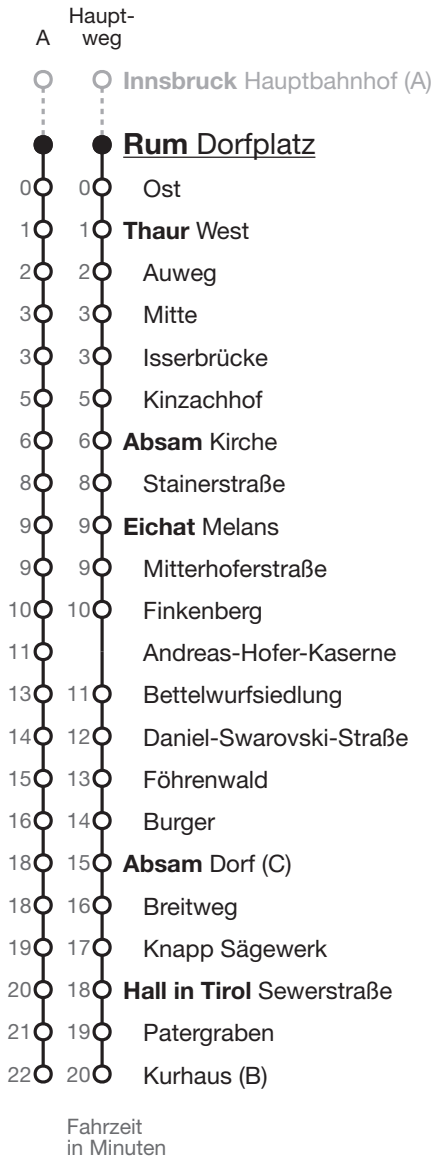 Haupt-
A weg
Innsbruck Hauptbahnhof (A)
Rum Dorfplatz
0 0 Ost
1 1 Thaur West
2 2 Auweg
3 3 Mitte
3 3 Isserbrücke
5 5 Kinzachhof
6 6 Absam Kirche
8 8 Stainerstraße
9 9 Eichat Melans
9 9 Mitterhoferstraße
10 10 Finkenberg
11 Andreas-Hofer-Kaserne
13 11 Bettelwurfsiedlung
14 12 Daniel-Swarovski-Straße
15 13 Föhrenwald
16 14 Burger
18 15 Absam Dorf (C)
18 16 Breitweg
19 17 Knapp Sägewerk
20 18 Hall in Tirol Sewerstraße
21 19 Patergraben
22 20 Kurhaus (B)
Fahrzeit
in Minuten